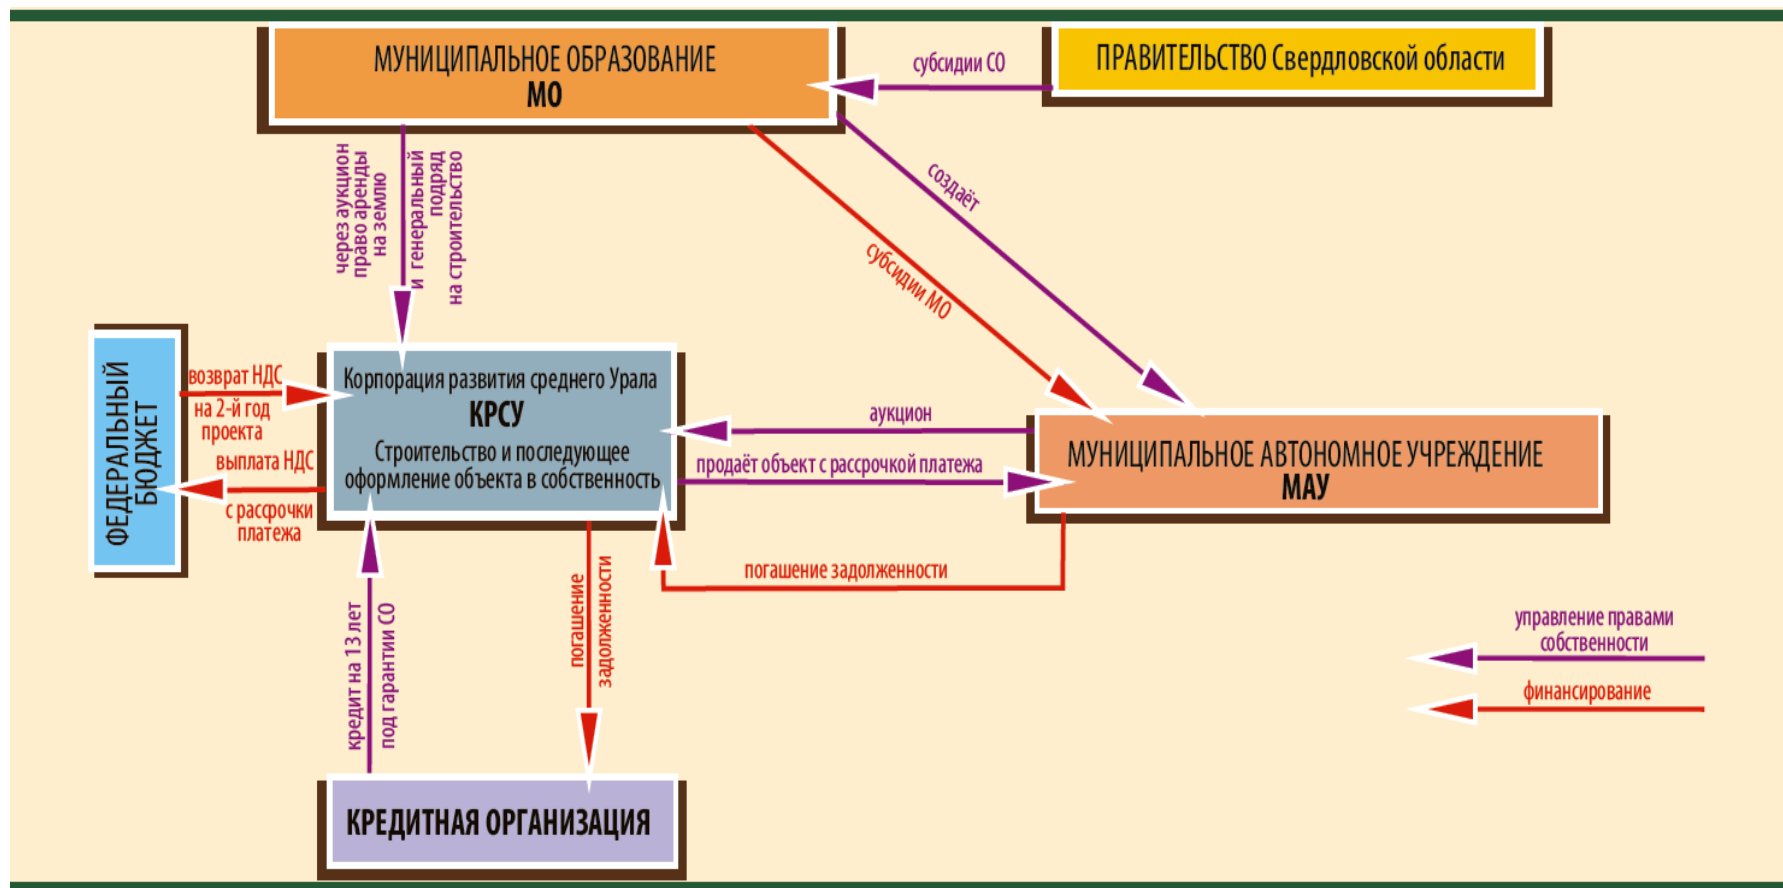 МУНИЦИПАЛЬНОЕ ОБРАЗОВАНИЕ
МО
субсидии СО
ПРАВИТЕЛЬСТВО Свердловской области
через аукцион
право аренды
на землю
и генеральный
подряд
на строительство
создаёт
субсидии МО
ФЕДЕРАЛЬНЫЙ
БЮДЖЕТ
возврат НДС
на 2-й год
проекта
выплата НДС
с рассрочки
платежа
Корпорация развития среднего Урала
КРСУ
Строительство и последующее
оформление объекта в собственность
аукцион
продаёт объект с рассрочкой платежа
МУНИЦИПАЛЬНОЕ АВТОНОМНОЕ УЧРЕЖДЕНИЕ
МАУ
погашение задолженности
кредит на 13 лет
под гарантии СО
погашение
задолженности
управление правами
собственности
финансирование
КРЕДИТНАЯ ОРГАНИЗАЦИЯ